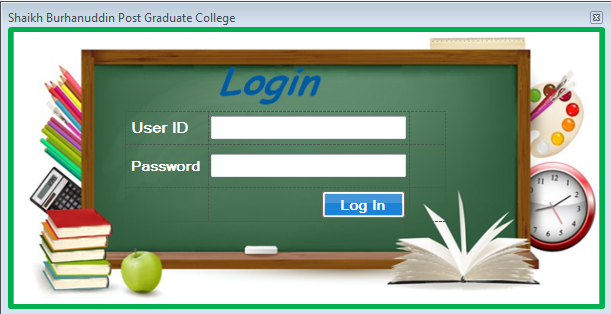 Shaikh Burhanuddin Post Graduate College
Login
User ID
Password
Log In